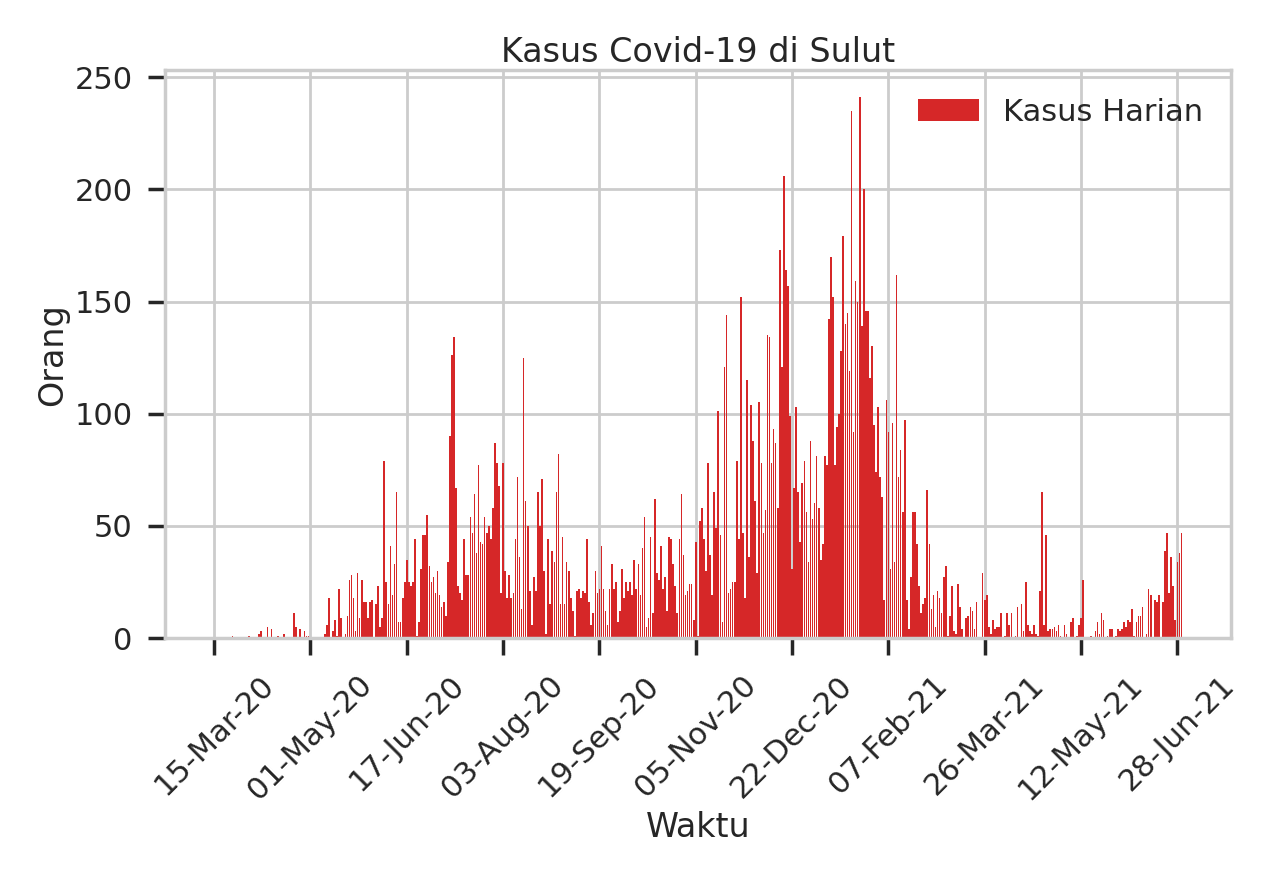 Kasus Covid-19 di Sulut
Kasus Harian
Orang
250
200
150
100
50
0
15-Mar-20
01-May-20
17-Jun-20
03-Aug-20
19-Sep-20
05-Nov-20
22-Dec-20
07-Feb-21
26-Mar-21
12-May-21
28-Jun-21
Waktu